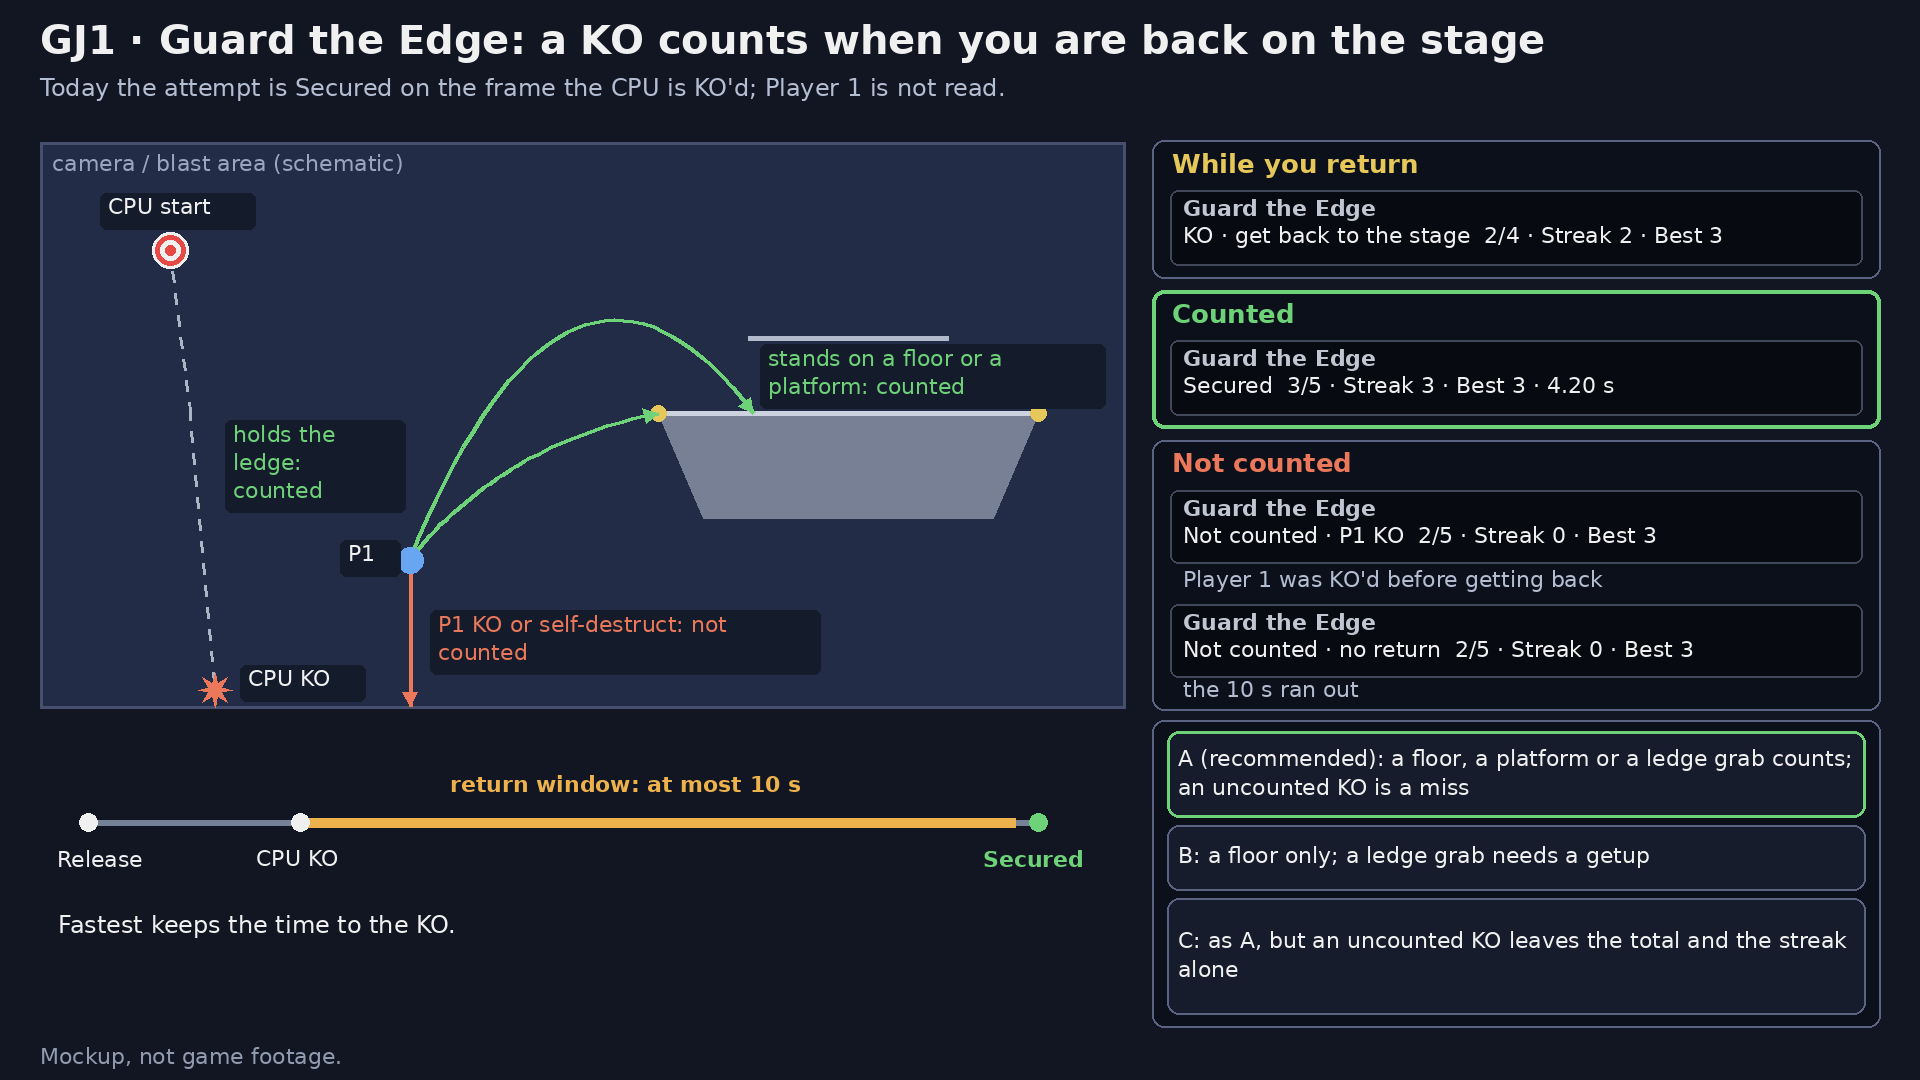 GJ1 · Guard the Edge: a KO counts when you are back on the stage
Today the attempt is Secured on the frame the CPU is KO'd; Player 1 is not read.
camera / blast area (schematic)
CPU start
stands on a floor or a
platform: counted
holds the
ledge:
counted
P1
P1 KO or self-destruct: not
counted
CPU KO
return window: at most 10 s
Release
CPU KO
Secured
Fastest keeps the time to the KO.
While you return
Guard the Edge
KO · get back to the stage  2/4 · Streak 2 · Best 3
Counted
Guard the Edge
Secured  3/5 · Streak 3 · Best 3 · 4.20 s
Not counted
Guard the Edge
Not counted · P1 KO  2/5 · Streak 0 · Best 3
Player 1 was KO'd before getting back
Guard the Edge
Not counted · no return  2/5 · Streak 0 · Best 3
the 10 s ran out
A (recommended): a floor, a platform or a ledge grab counts;
an uncounted KO is a miss
B: a floor only; a ledge grab needs a getup
C: as A, but an uncounted KO leaves the total and the streak
alone
Mockup, not game footage.